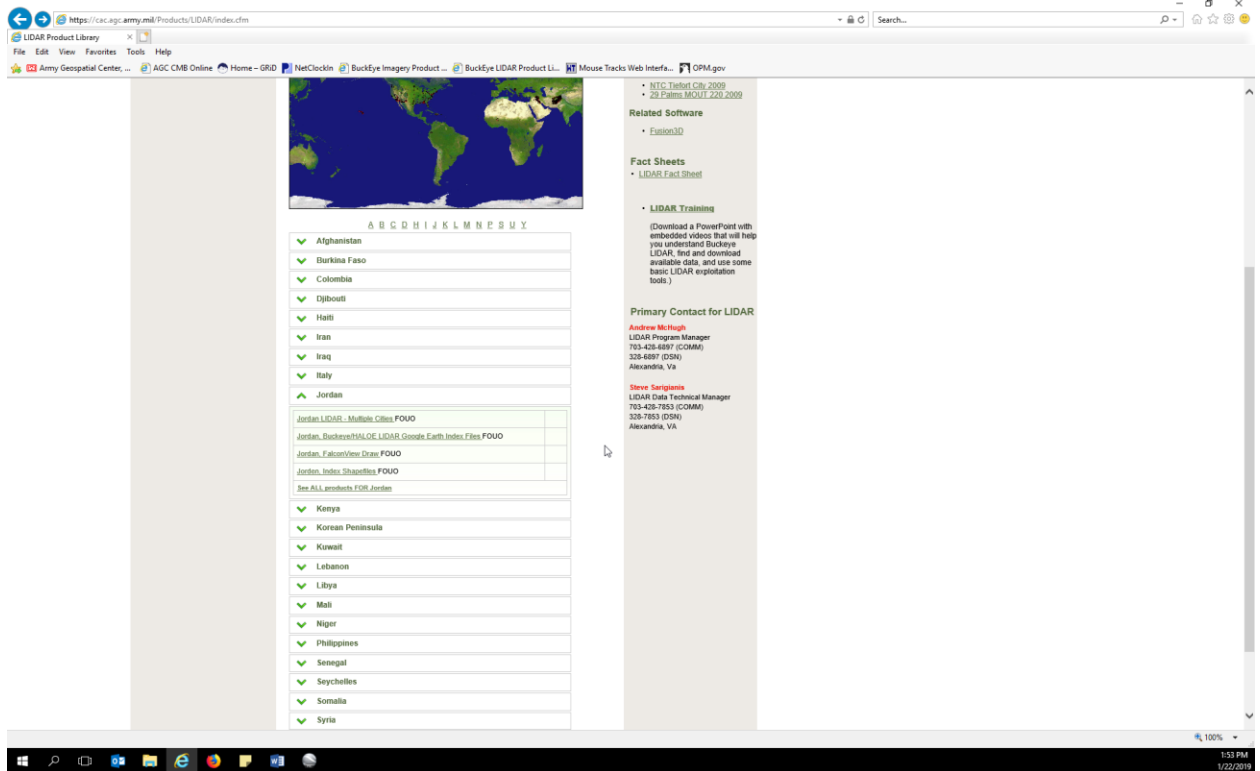 https://cac.agc.army.mil/Products/LIDAR/index.cfm
Search...
LIDAR Product Library
File Edit View Favorites Tools Help
Army Geospatial Center, ... AGC CMB Online Home – GRiD NetClockIn BuckEye Imagery Product ... BuckEye LIDAR Product Li... Mouse Tracks Web Interfa... OPM.gov
A B C D H I J K L M N P S U Y
Afghanistan
Burkina Faso
Colombia
Djibouti
Haiti
Iran
Iraq
Italy
Jordan
Jordan LIDAR - Multiple Cities FOUO
Jordan, Buckeye/HALOE LIDAR Google Earth Index Files FOUO
Jordan, FalconView Draw FOUO
Jordon, Index Shapefiles FOUO
See ALL products FOR Jordan
Kenya
Korean Peninsula
Kuwait
Lebanon
Libya
Mali
Niger
Philippines
Senegal
Seychelles
Somalia
Syria
• NTC Tiefort City 2009
• 29 Palms MOUT 220 2009
Related Software
• Fusion3D
Fact Sheets
• LIDAR Fact Sheet
• LIDAR Training
(Download a PowerPoint with
embedded videos that will help
you understand Buckeye
LIDAR, find and download
available data, and use some
basic LIDAR exploitation
tools.)
Primary Contact for LIDAR
Andrew McHugh
LIDAR Program Manager
703-428-6897 (COMM)
328-6897 (DSN)
Alexandria, Va
Steve Sarigianis
LIDAR Data Technical Manager
703-428-7853 (COMM)
328-7853 (DSN)
Alexandria, VA
100%
1:53 PM
1/22/2019